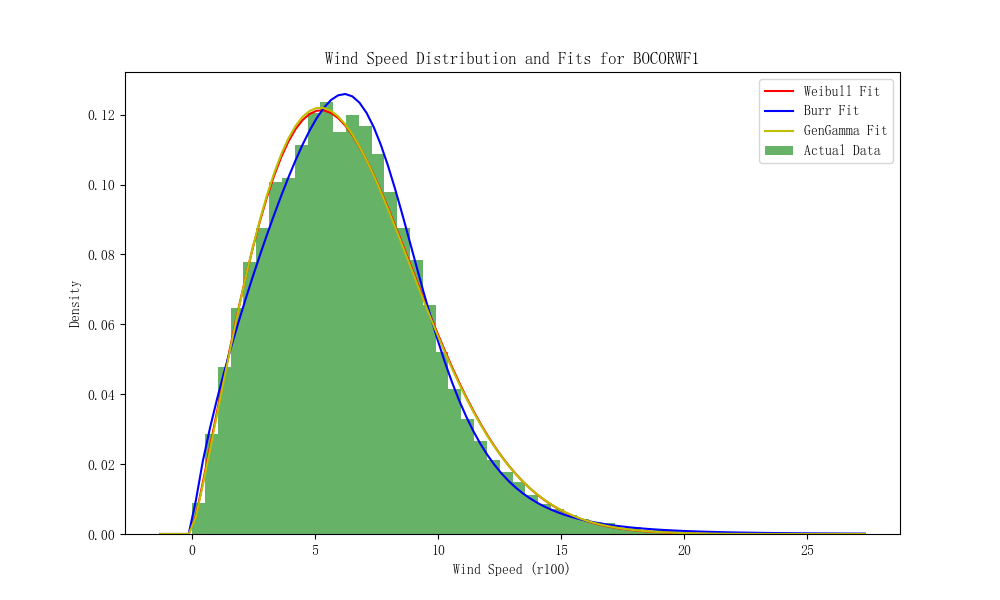 Wind Speed Distribution and Fits for BOCORWF1
Weibull Fit
Burr Fit
GenGamma Fit
Actual Data
Density
0.12
0.10
0.08
0.06
0.04
0.02
0.00
0 5 10 15 20 25
Wind Speed (r100)